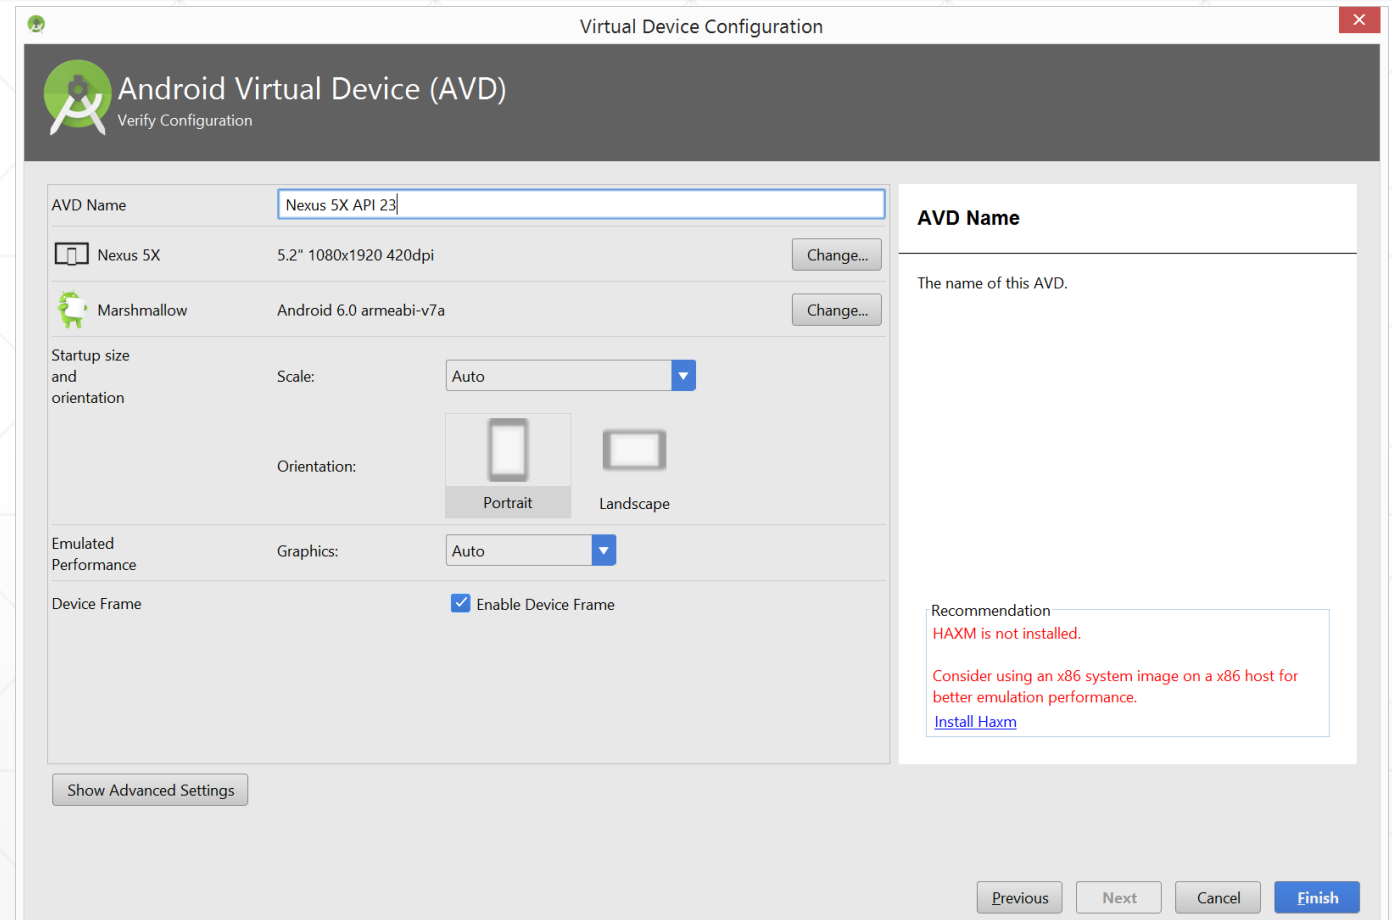 Virtual Device Configuration
Android Virtual Device (AVD)
Verify Configuration
AVD Name
Nexus 5X API 23
Nexus 5X
5.2" 1080x1920 420dpi
Change...
Marshmallow
Android 6.0 armeabi-v7a
Change...
Startup size
and
orientation
Scale:
Auto
Orientation:
Portrait
Landscape
Emulated
Performance
Graphics:
Auto
Device Frame
Enable Device Frame
Show Advanced Settings
AVD Name
The name of this AVD.
Recommendation
HAXM is not installed.
Consider using an x86 system image on a x86 host for
better emulation performance.
Install Haxm
Previous
Next
Cancel
Finish